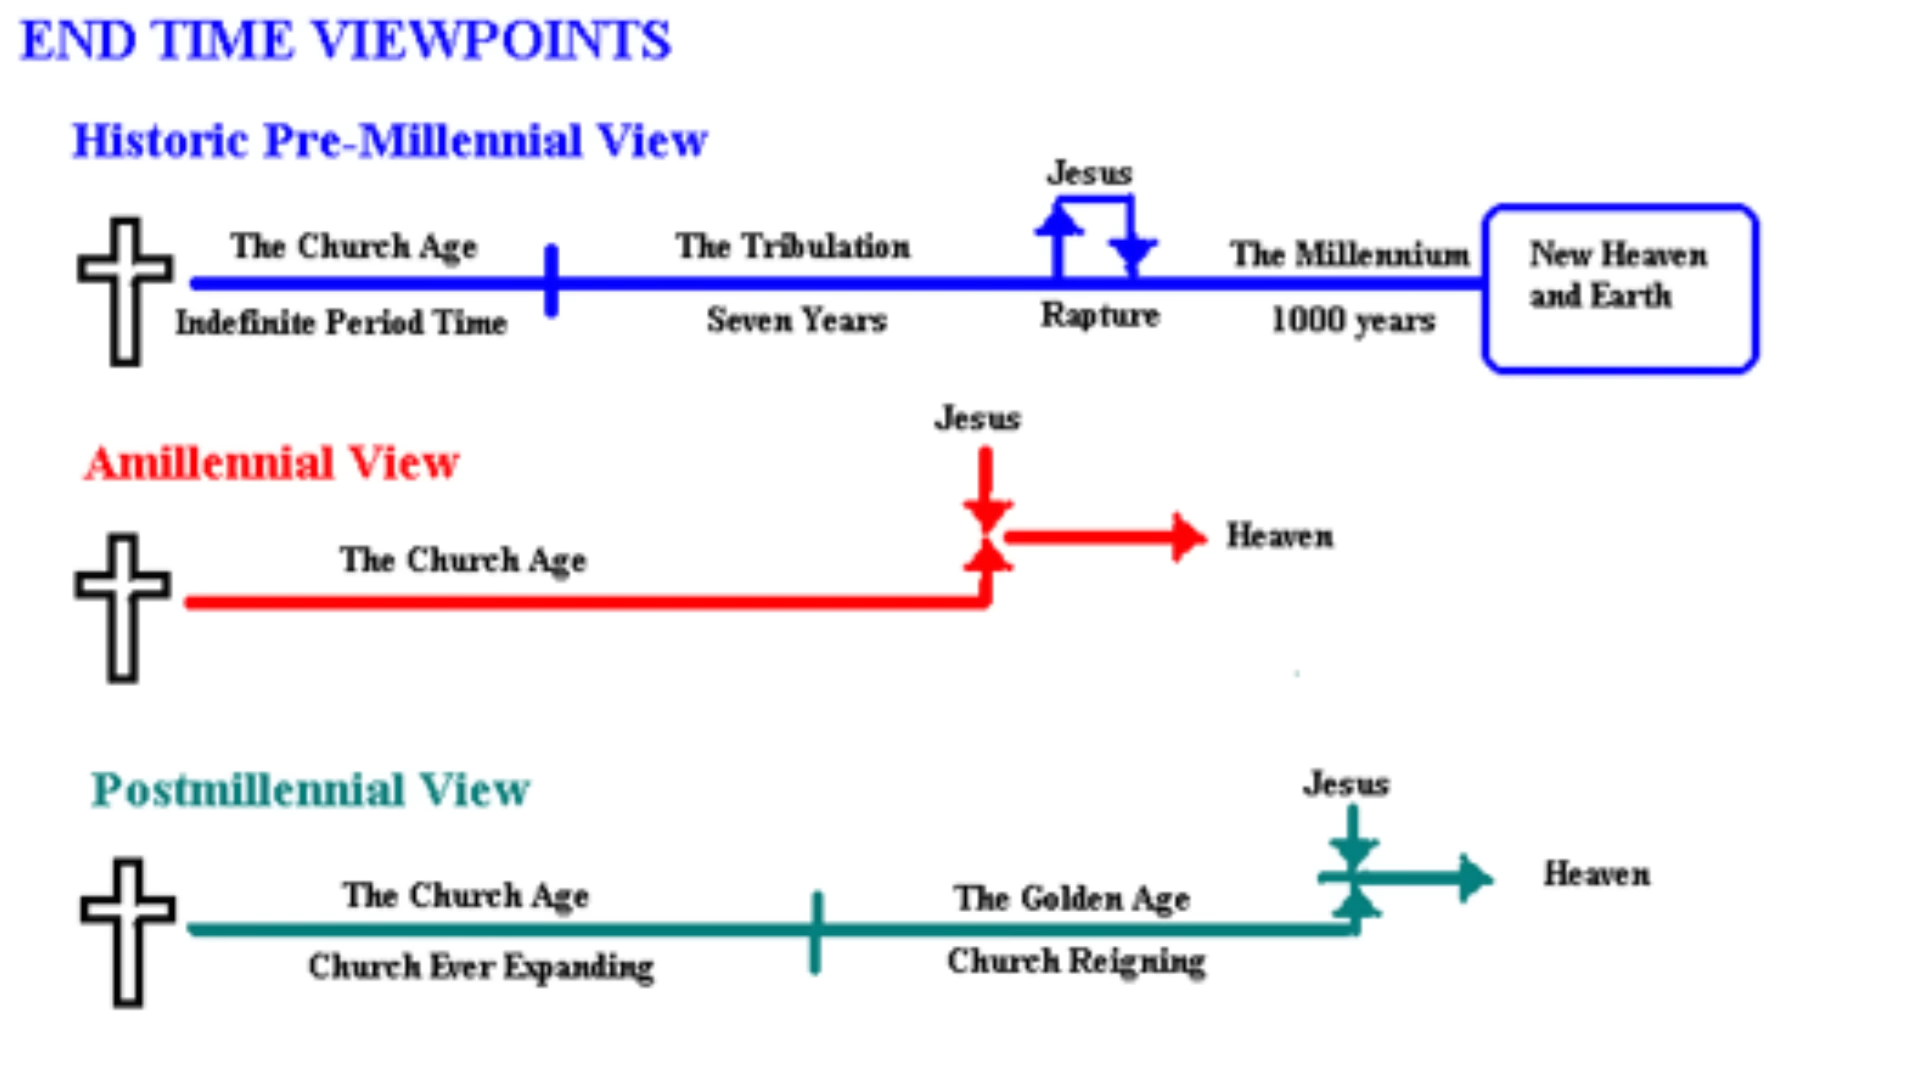 END TIME VIEWPOINTS
Historic Pre-Millennial View
Jesus
The Church Age
The Tribulation
The Millennium
New Heaven
and Earth
Indefinite Period Time
Seven Years
Rapture
1000 years
Jesus
Amillennial View
Heaven
The Church Age
Postmillennial View
Jesus
Heaven
The Church Age
The Golden Age
Church Ever Expanding
Church Reigning